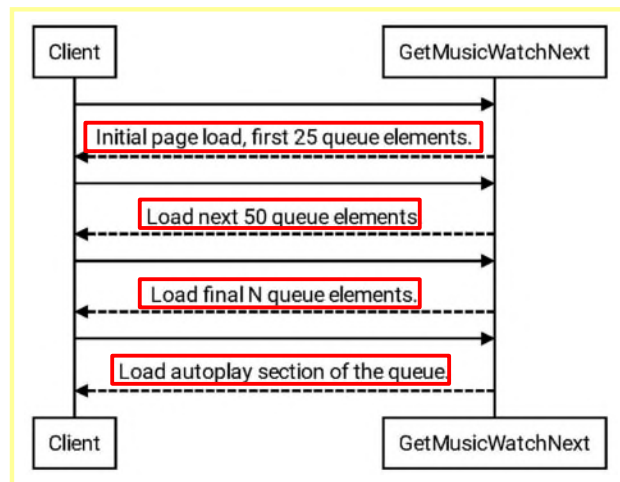 Client
GetMusicWatchNext
Initial page load, first 25 queue elements.
Load next 50 queue elements
Load final N queue elements.
Load autoplay section of the queue.
Client
GetMusicWatchNext